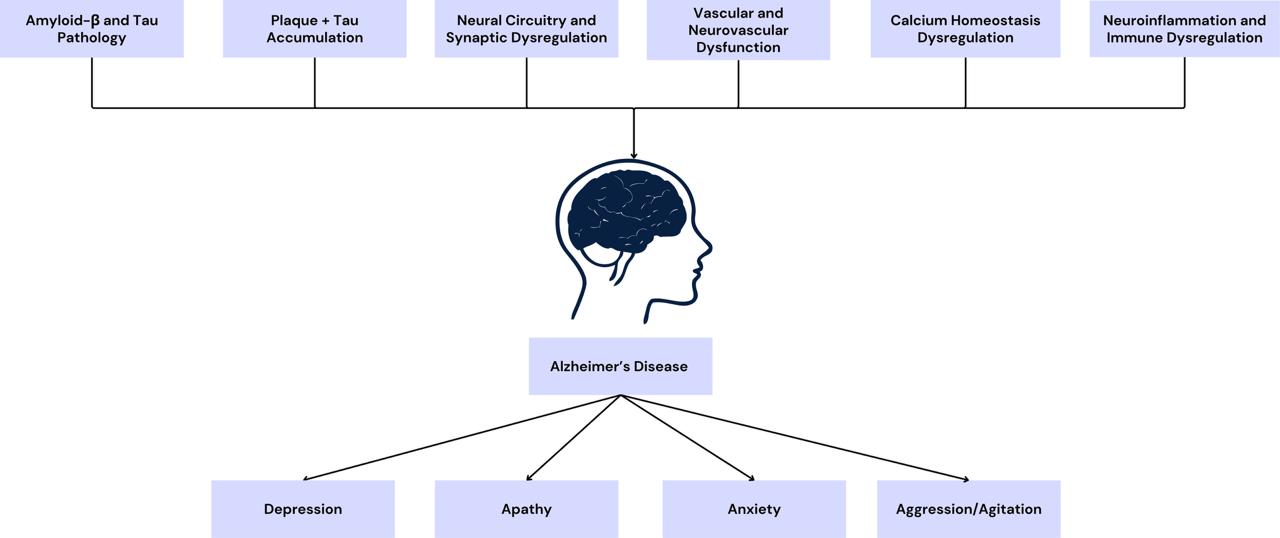 Amyloid-β and Tau
Pathology
Plaque + Tau
Accumulation
Neural Circuitry and
Synaptic Dysregulation
Vascular and
Neurovascular
Dysfunction
Calcium Homeostasis
Dysregulation
Neuroinflammation and
Immune Dysregulation
Alzheimer’s Disease
Depression
Apathy
Anxiety
Aggression/Agitation